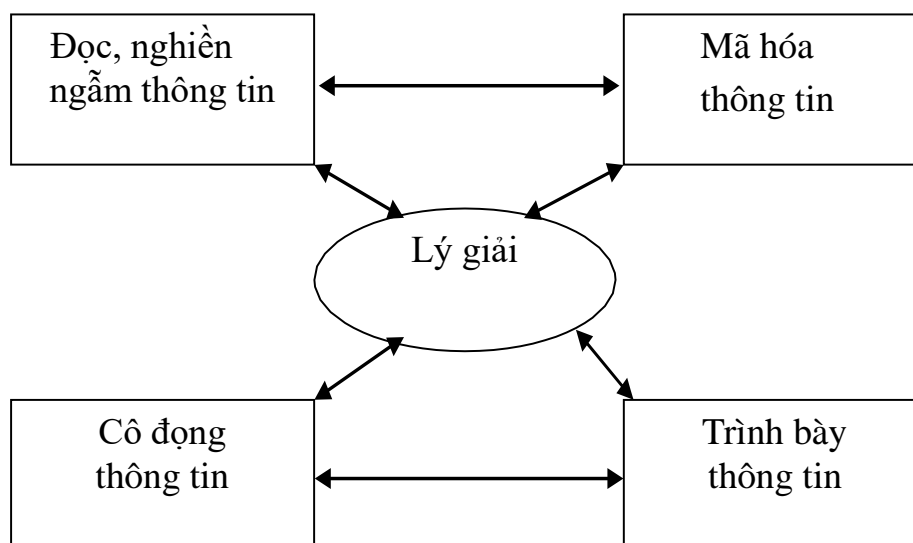 Đọc, nghiền
ngẫm thông tin
Mã hóa
thông tin
Lý giải
Cô đọng
thông tin
Trình bày
thông tin